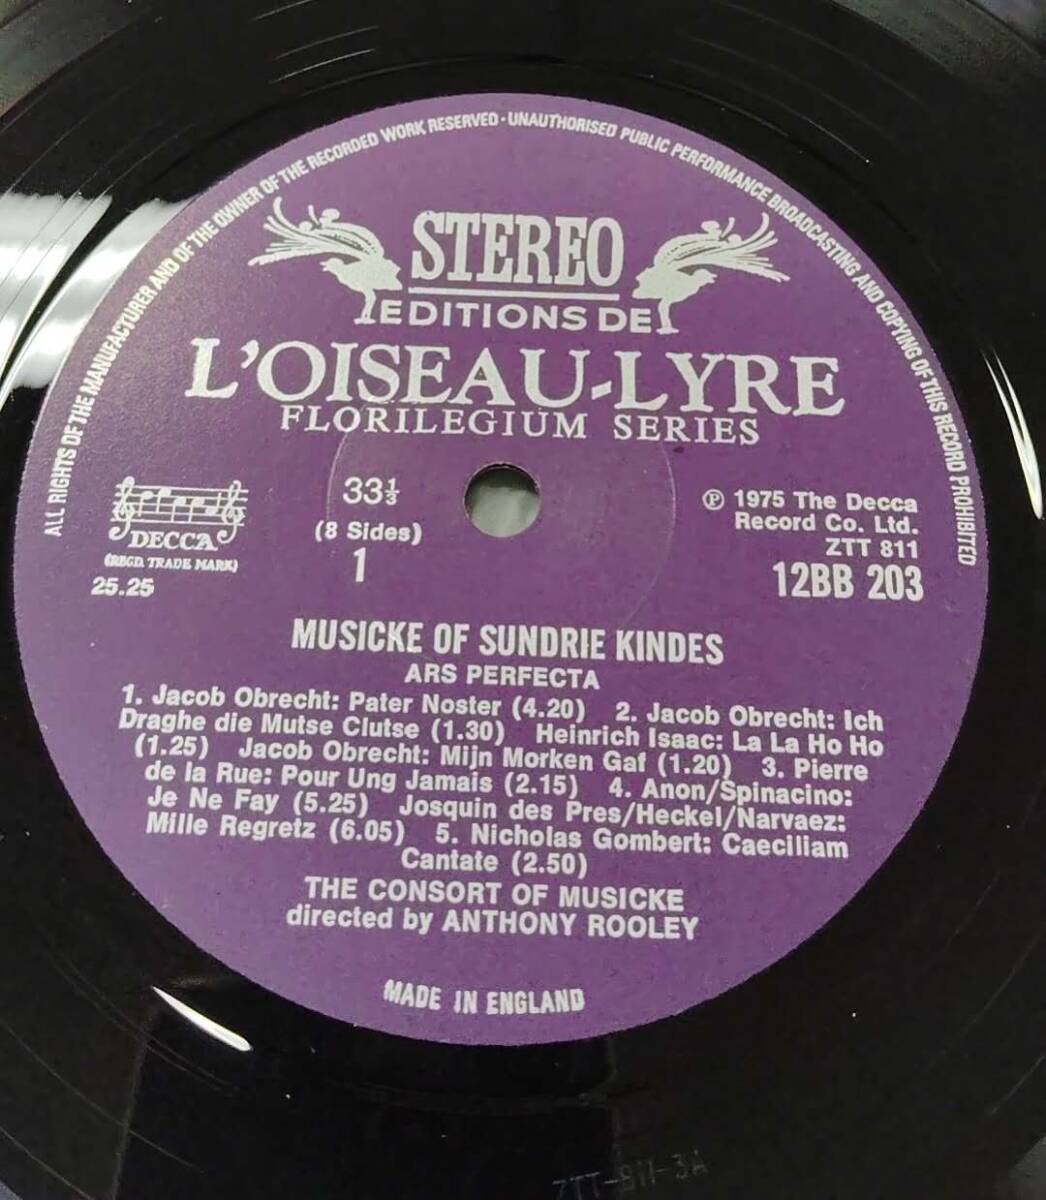 ALL RIGHTS OF THE MANUFACTURER AND OF THE OWNER OF THE RECORDED WORK RESERVED · UNAUTHORISED PUBLIC PERFORMANCE BROADCASTING AND COPYING OF THIS RECORD PROHIBITED
STEREO
EDITIONS DE
L'OISEAU-LYRE
FLORILEGIUM SERIES
33⅓
(8 Sides)
1
DECCA
(REGD. TRADE MARK)
25.25
℗ 1975 The Decca
Record Co. Ltd.
ZTT 811
12BB 203
MUSICKE OF SUNDRIE KINDES
ARS PERFECTA
1. Jacob Obrecht: Pater Noster (4.20) 2. Jacob Obrecht: Ich
Draghe die Mutse Clutse (1.30) Heinrich Isaac: La La Ho Ho
(1.25) Jacob Obrecht: Mijn Morken Gaf (1.20) 3. Pierre
de la Rue: Pour Ung Jamais (2.15) 4. Anon/Spinacino:
Je Ne Fay (5.25) Josquin des Pres/Heckel/Narvaez:
Mille Regretz (6.05) 5. Nicholas Gombert: Caeciliam
Cantate (2.50)
THE CONSORT OF MUSICKE
directed by ANTHONY ROOLEY
MADE IN ENGLAND
ZTT-811-3A